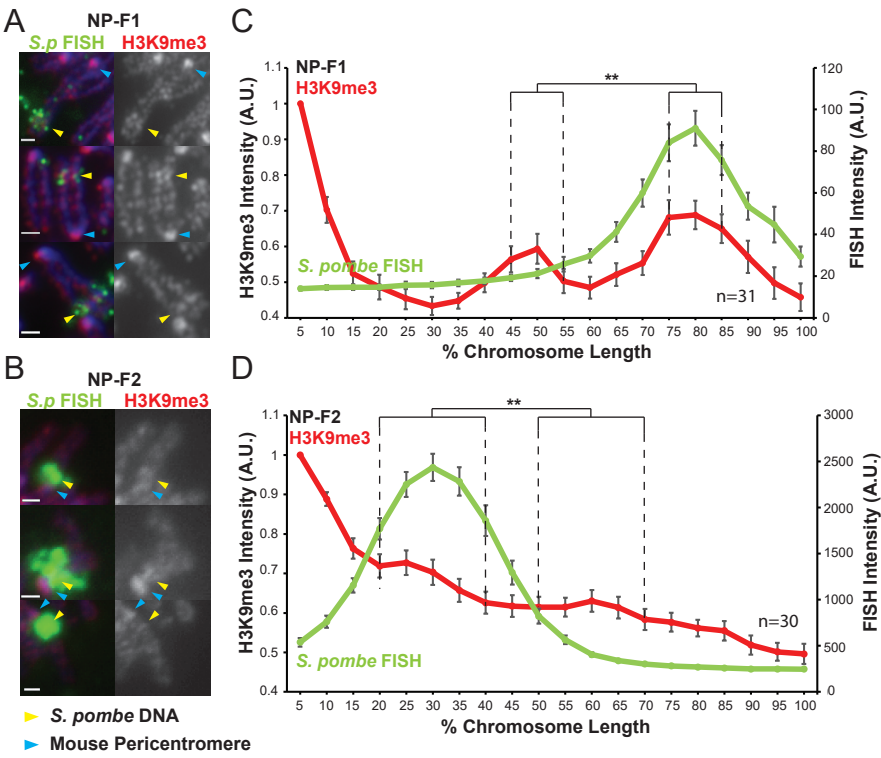 A
NP-F1
S.p FISH H3K9me3
B
NP-F2
S.p FISH H3K9me3
S. pombe DNA
Mouse Pericentromere
C
NP-F1
H3K9me3
**
S. pombe FISH
n=31
H3K9me3 Intensity (A.U.)
1.1
1
0.9
0.8
0.7
0.6
0.5
0.4
FISH Intensity (A.U.)
120
100
80
60
40
20
0
5 10 15 20 25 30 35 40 45 50 55 60 65 70 75 80 85 90 95 100
% Chromosome Length
D
NP-F2
H3K9me3
**
n=30
S. pombe FISH
H3K9me3 Intensity (A.U.)
1.1
1
0.9
0.8
0.7
0.6
0.5
0.4
FISH Intensity (A.U.)
3000
2500
2000
1500
1000
500
0
5 10 15 20 25 30 35 40 45 50 55 60 65 70 75 80 85 90 95 100
% Chromosome Length